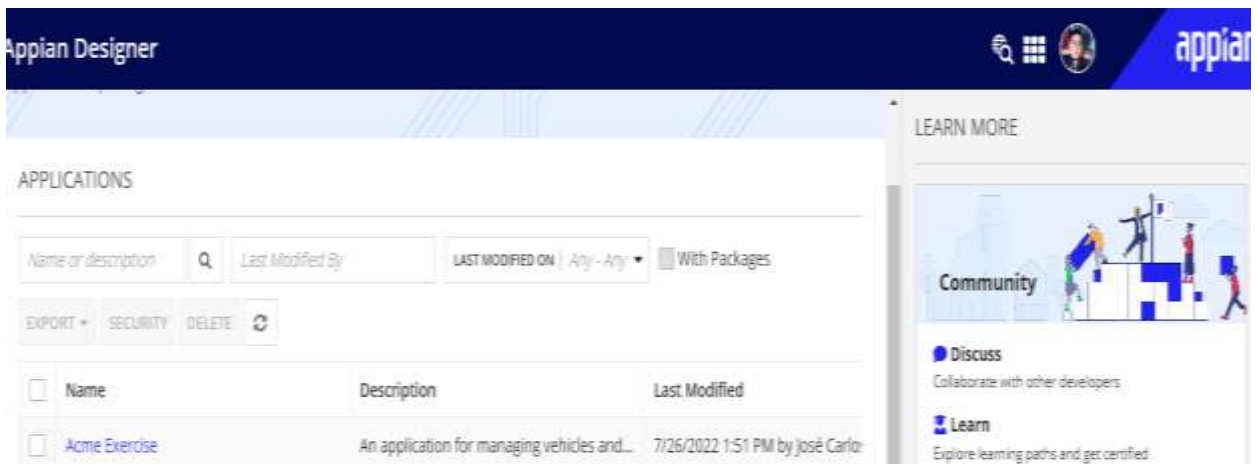 Appian Designer
appian
LEARN MORE
APPLICATIONS
Name or description
Last Modified By
LAST MODIFIED ON | Any - Any
With Packages
Community
EXPORT
SECURITY
DELETE
Discuss
Collaborate with other developers
Name
Description
Last Modified
Learn
Explore learning paths and get certified
Acme Exercise
An application for managing vehicles and...
7/26/2022 1:51 PM by José Carlo